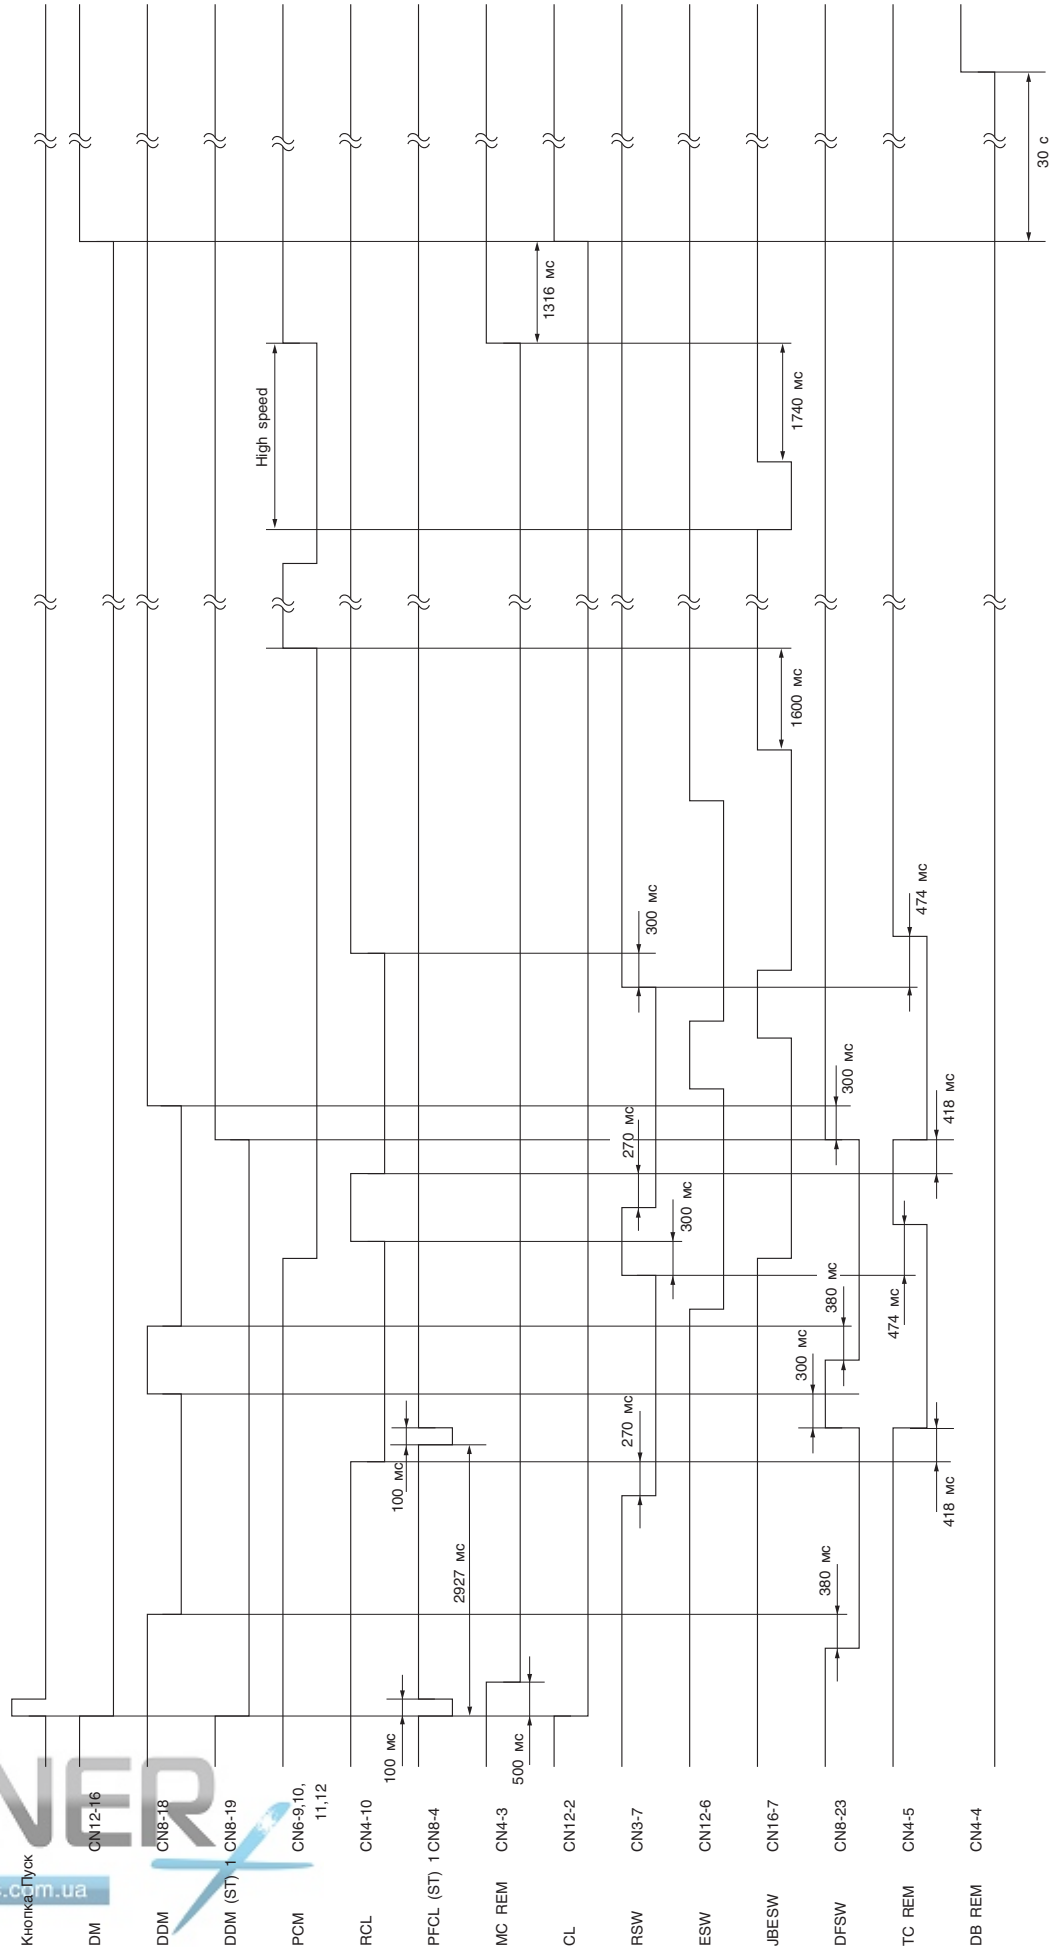 Кнопка Пуск
DM CN12-16
DDM CN8-18
DDM (ST) 1 CN8-19
PCM CN6-9,10,
11,12
RCL CN4-10
PFCL (ST) 1 CN8-4
MC REM CN4-3
CL CN12-2
RSW CN3-7
ESW CN12-6
JBESW CN16-7
DFSW CN8-23
TC REM CN4-5
DB REM CN4-4
High speed
100 мс
2927 мс
100 мс
500 мс
1316 мс
270 мс
300 мс
270 мс
300 мс
1600 мс
1740 мс
380 мс
300 мс
380 мс
300 мс
418 мс
474 мс
418 мс
474 мс
30 с
NER
s.com.ua